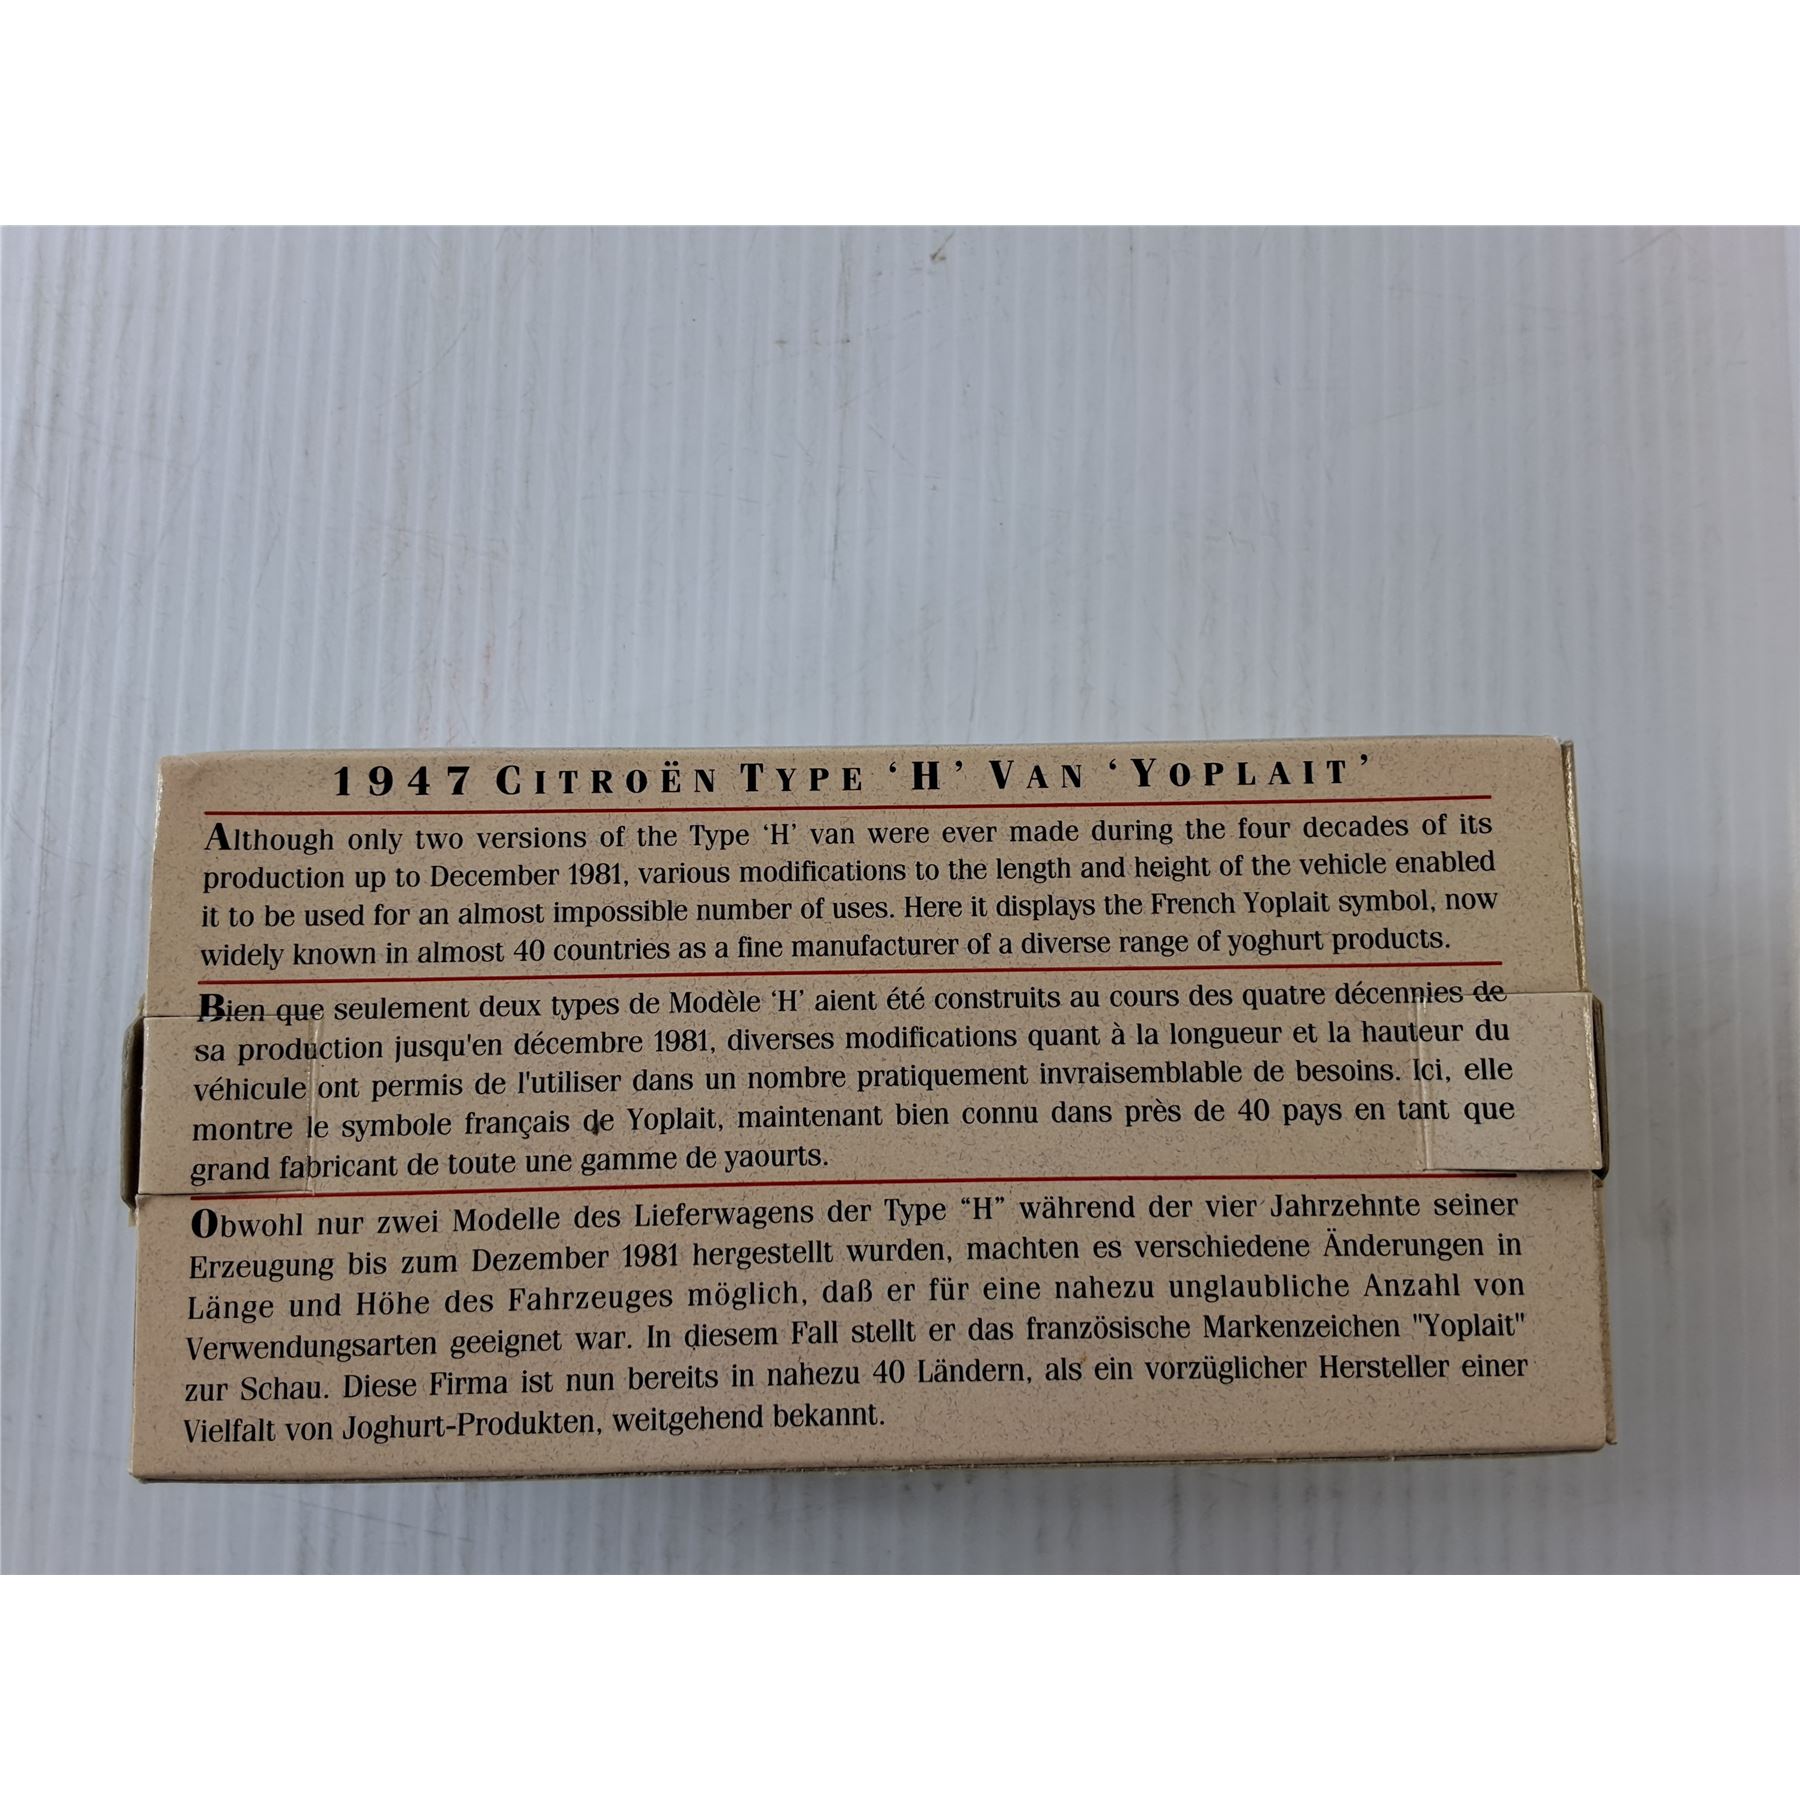 1947 CITROËN TYPE ‘H’ VAN ‘YOPLAIT’
Although only two versions of the Type ‘H’ van were ever made during the four decades of its
production up to December 1981, various modifications to the length and height of the vehicle enabled
it to be used for an almost impossible number of uses. Here it displays the French Yoplait symbol, now
widely known in almost 40 countries as a fine manufacturer of a diverse range of yoghurt products.
Bien que seulement deux types de Modèle ‘H’ aient été construits au cours des quatre décennies de
sa production jusqu'en décembre 1981, diverses modifications quant à la longueur et la hauteur du
véhicule ont permis de l'utiliser dans un nombre pratiquement invraisemblable de besoins. Ici, elle
montre le symbole français de Yoplait, maintenant bien connu dans près de 40 pays en tant que
grand fabricant de toute une gamme de yaourts.
Obwohl nur zwei Modelle des Lieferwagens der Type “H” während der vier Jahrzehnte seiner
Erzeugung bis zum Dezember 1981 hergestellt wurden, machten es verschiedene Änderungen in
Länge und Höhe des Fahrzeuges möglich, daß er für eine nahezu unglaubliche Anzahl von
Verwendungsarten geeignet war. In diesem Fall stellt er das französische Markenzeichen "Yoplait"
zur Schau. Diese Firma ist nun bereits in nahezu 40 Ländern, als ein vorzüglicher Hersteller einer
Vielfalt von Joghurt-Produkten, weitgehend bekannt.